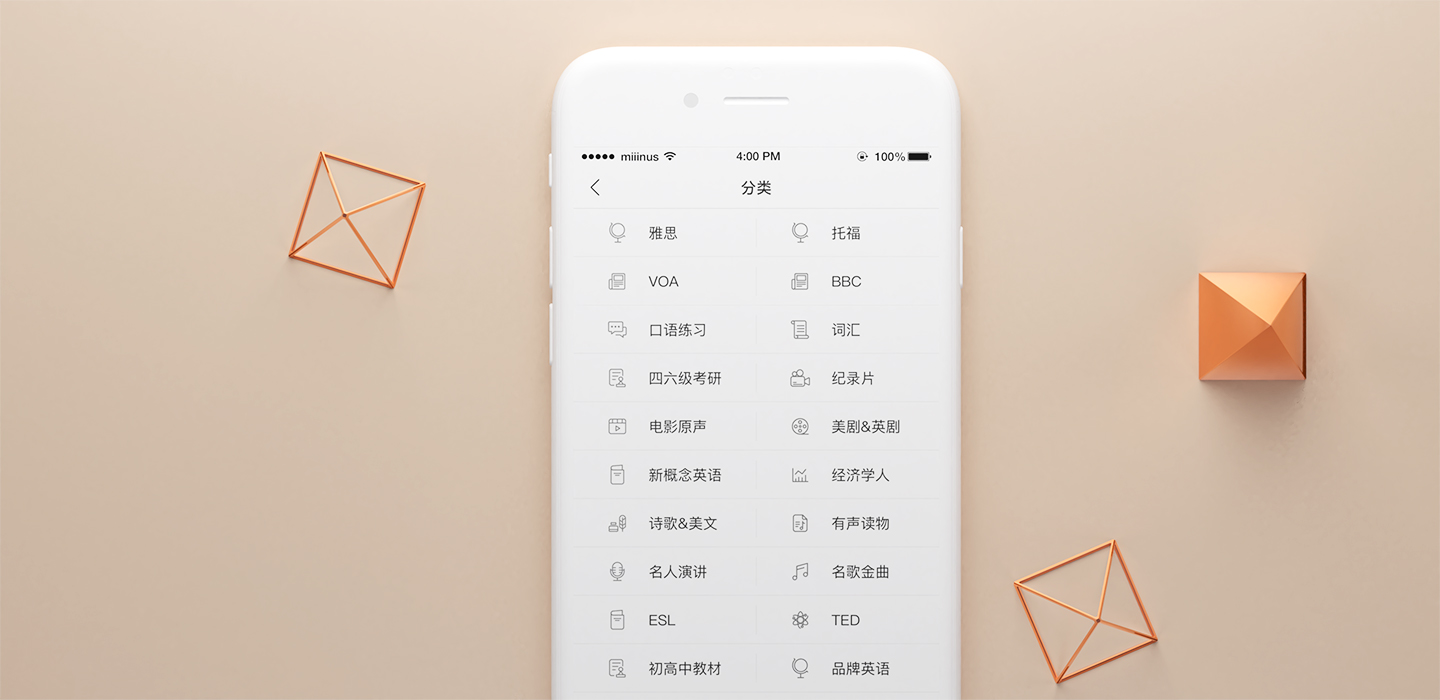 miiinus 4:00 PM 100%
分类
雅思 托福
VOA BBC
口语练习 词汇
四六级考研 纪录片
电影原声 美剧&英剧
新概念英语 经济学人
诗歌&美文 有声读物
名人演讲 名歌金曲
ESL TED
初高中教材 品牌英语